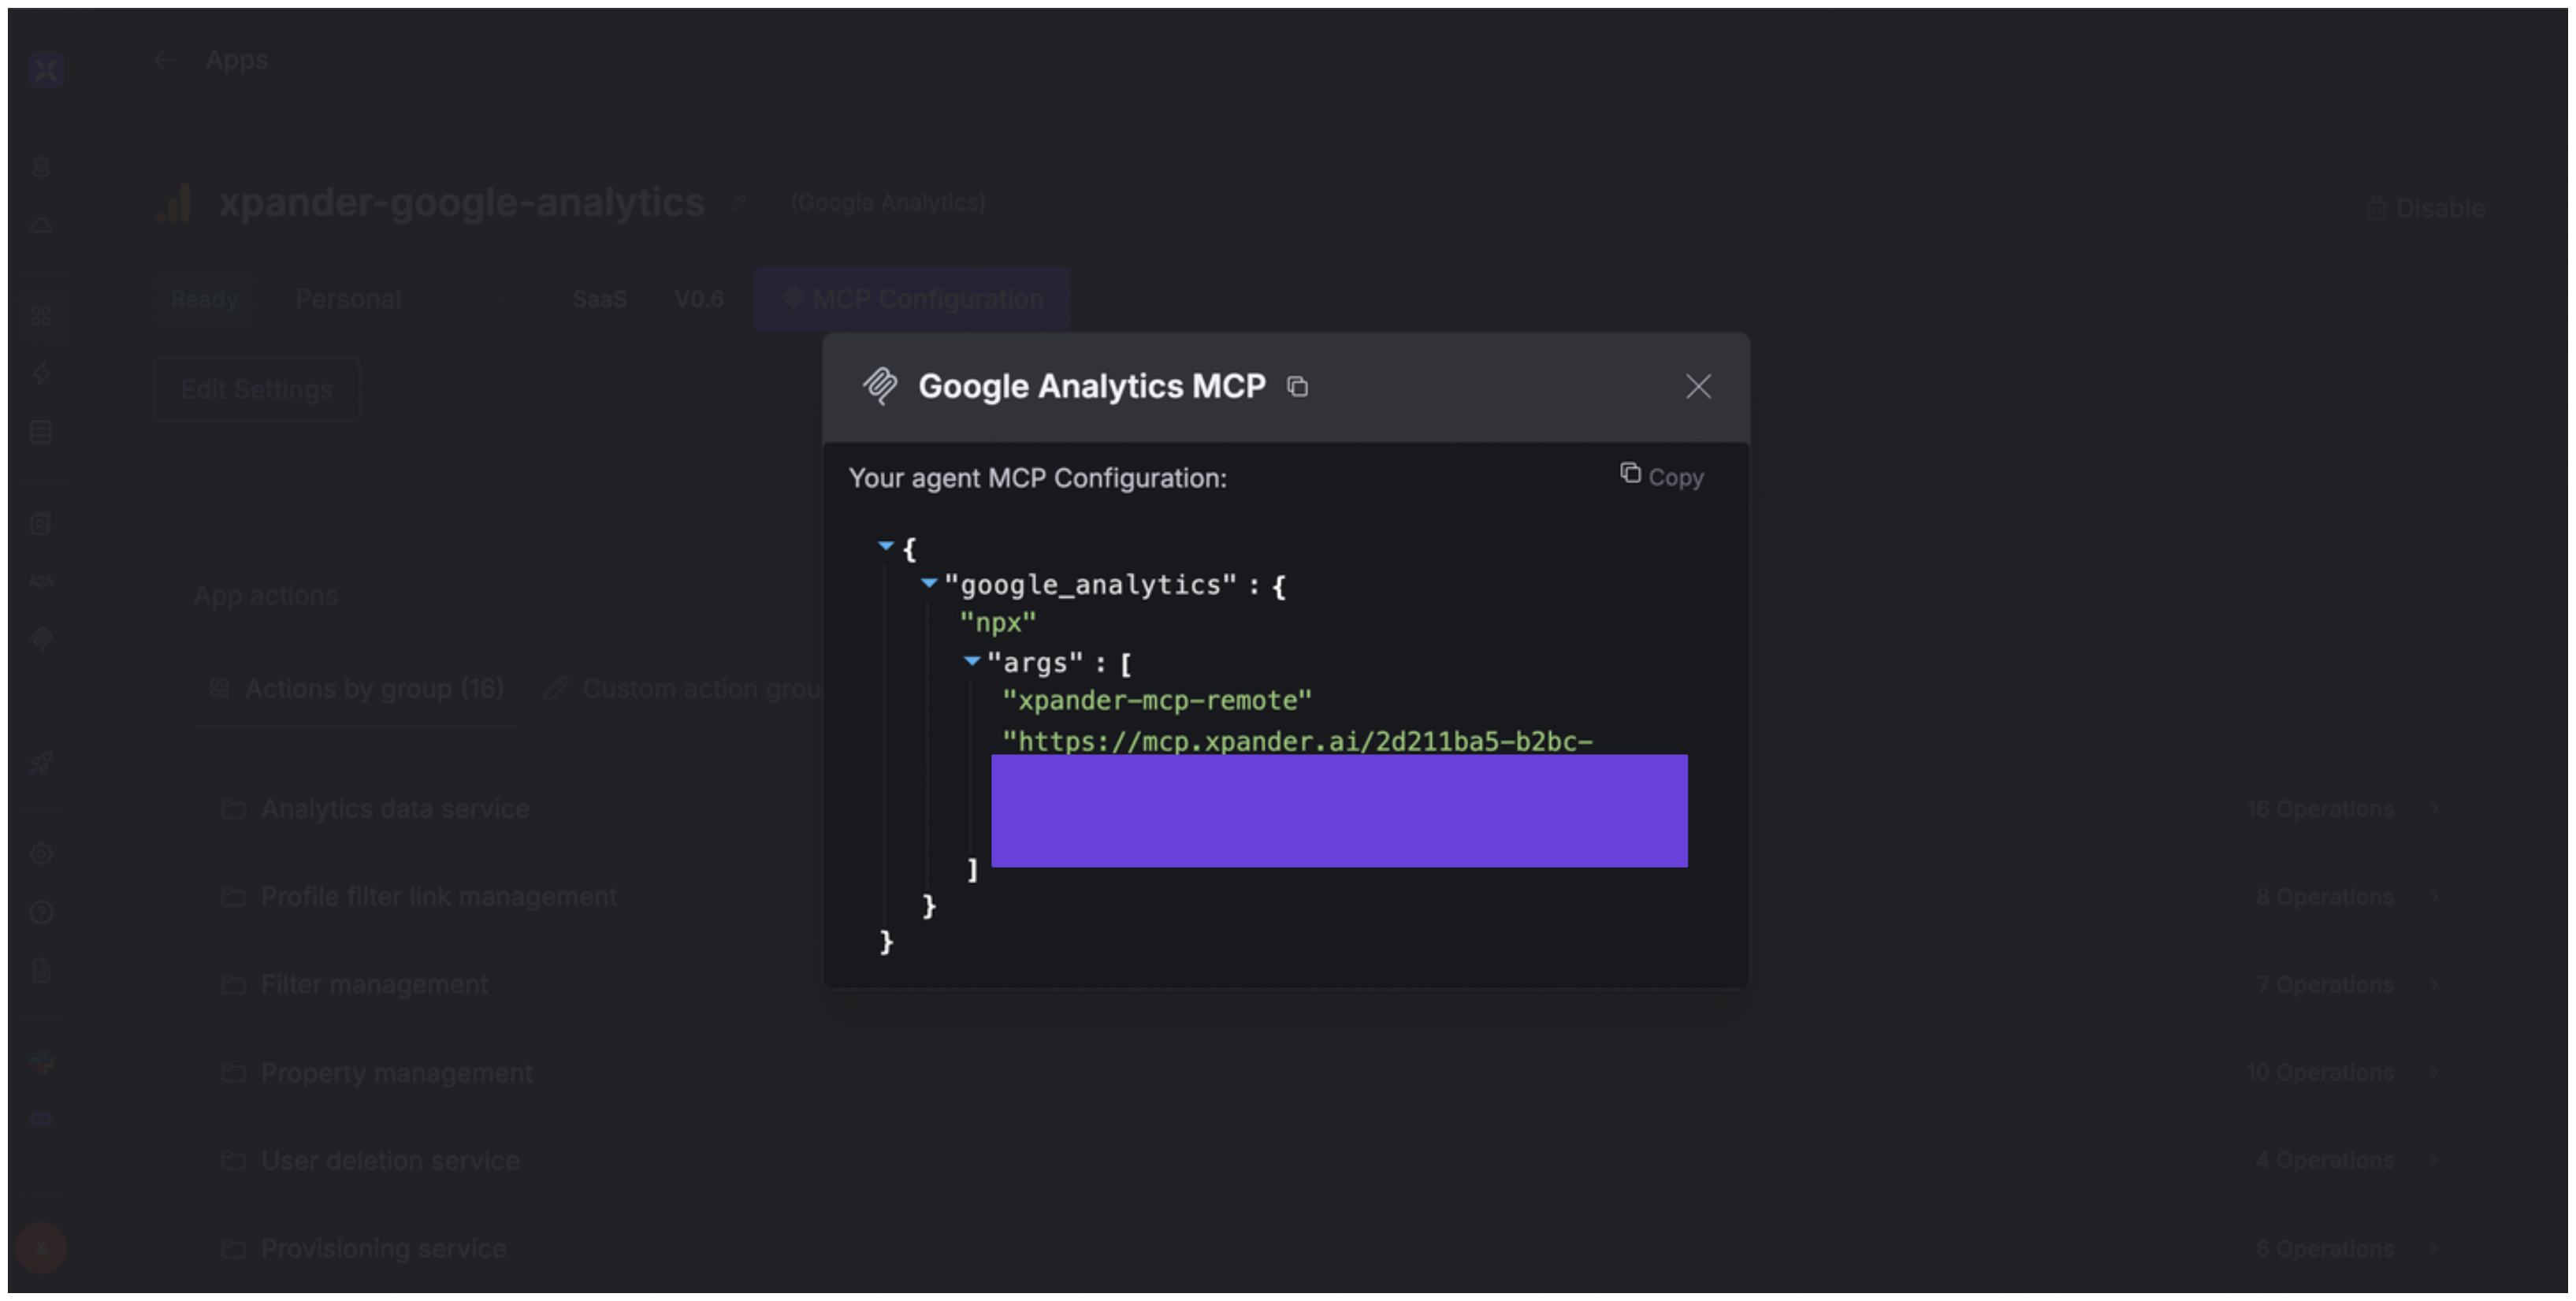 Apps
xpander-google-analytics (Google Analytics)
Disable
Ready Personal SaaS V0.6 MCP Configuration
Edit Settings
Google Analytics MCP
Your agent MCP Configuration:
Copy
{
"google_analytics" : {
"npx"
"args" : [
"xpander-mcp-remote"
"https://mcp.xpander.ai/2d211ba5-b2bc-
]
}
}
A2A
App actions
Actions by group (16) Custom action grou
Analytics data service 16 Operations
Profile filter link management 8 Operations
Filter management 7 Operations
Property management 10 Operations
User deletion service 4 Operations
Provisioning service 6 Operations
X